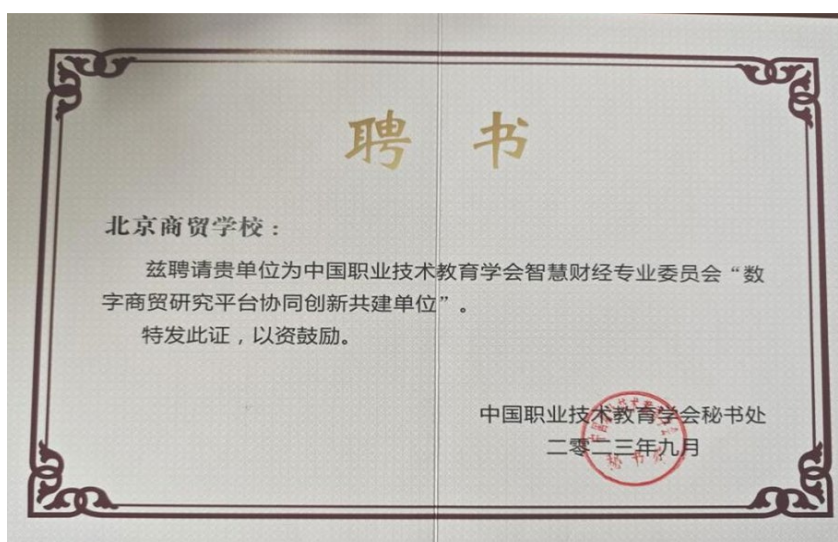 聘 书
北京商贸学校：
兹聘请贵单位为中国职业技术教育学会智慧财经专业委员会“数
字商贸研究平台协同创新共建单位”。
特发此证，以资鼓励。
中国职业技术教育学会秘书处
二零二三年九月